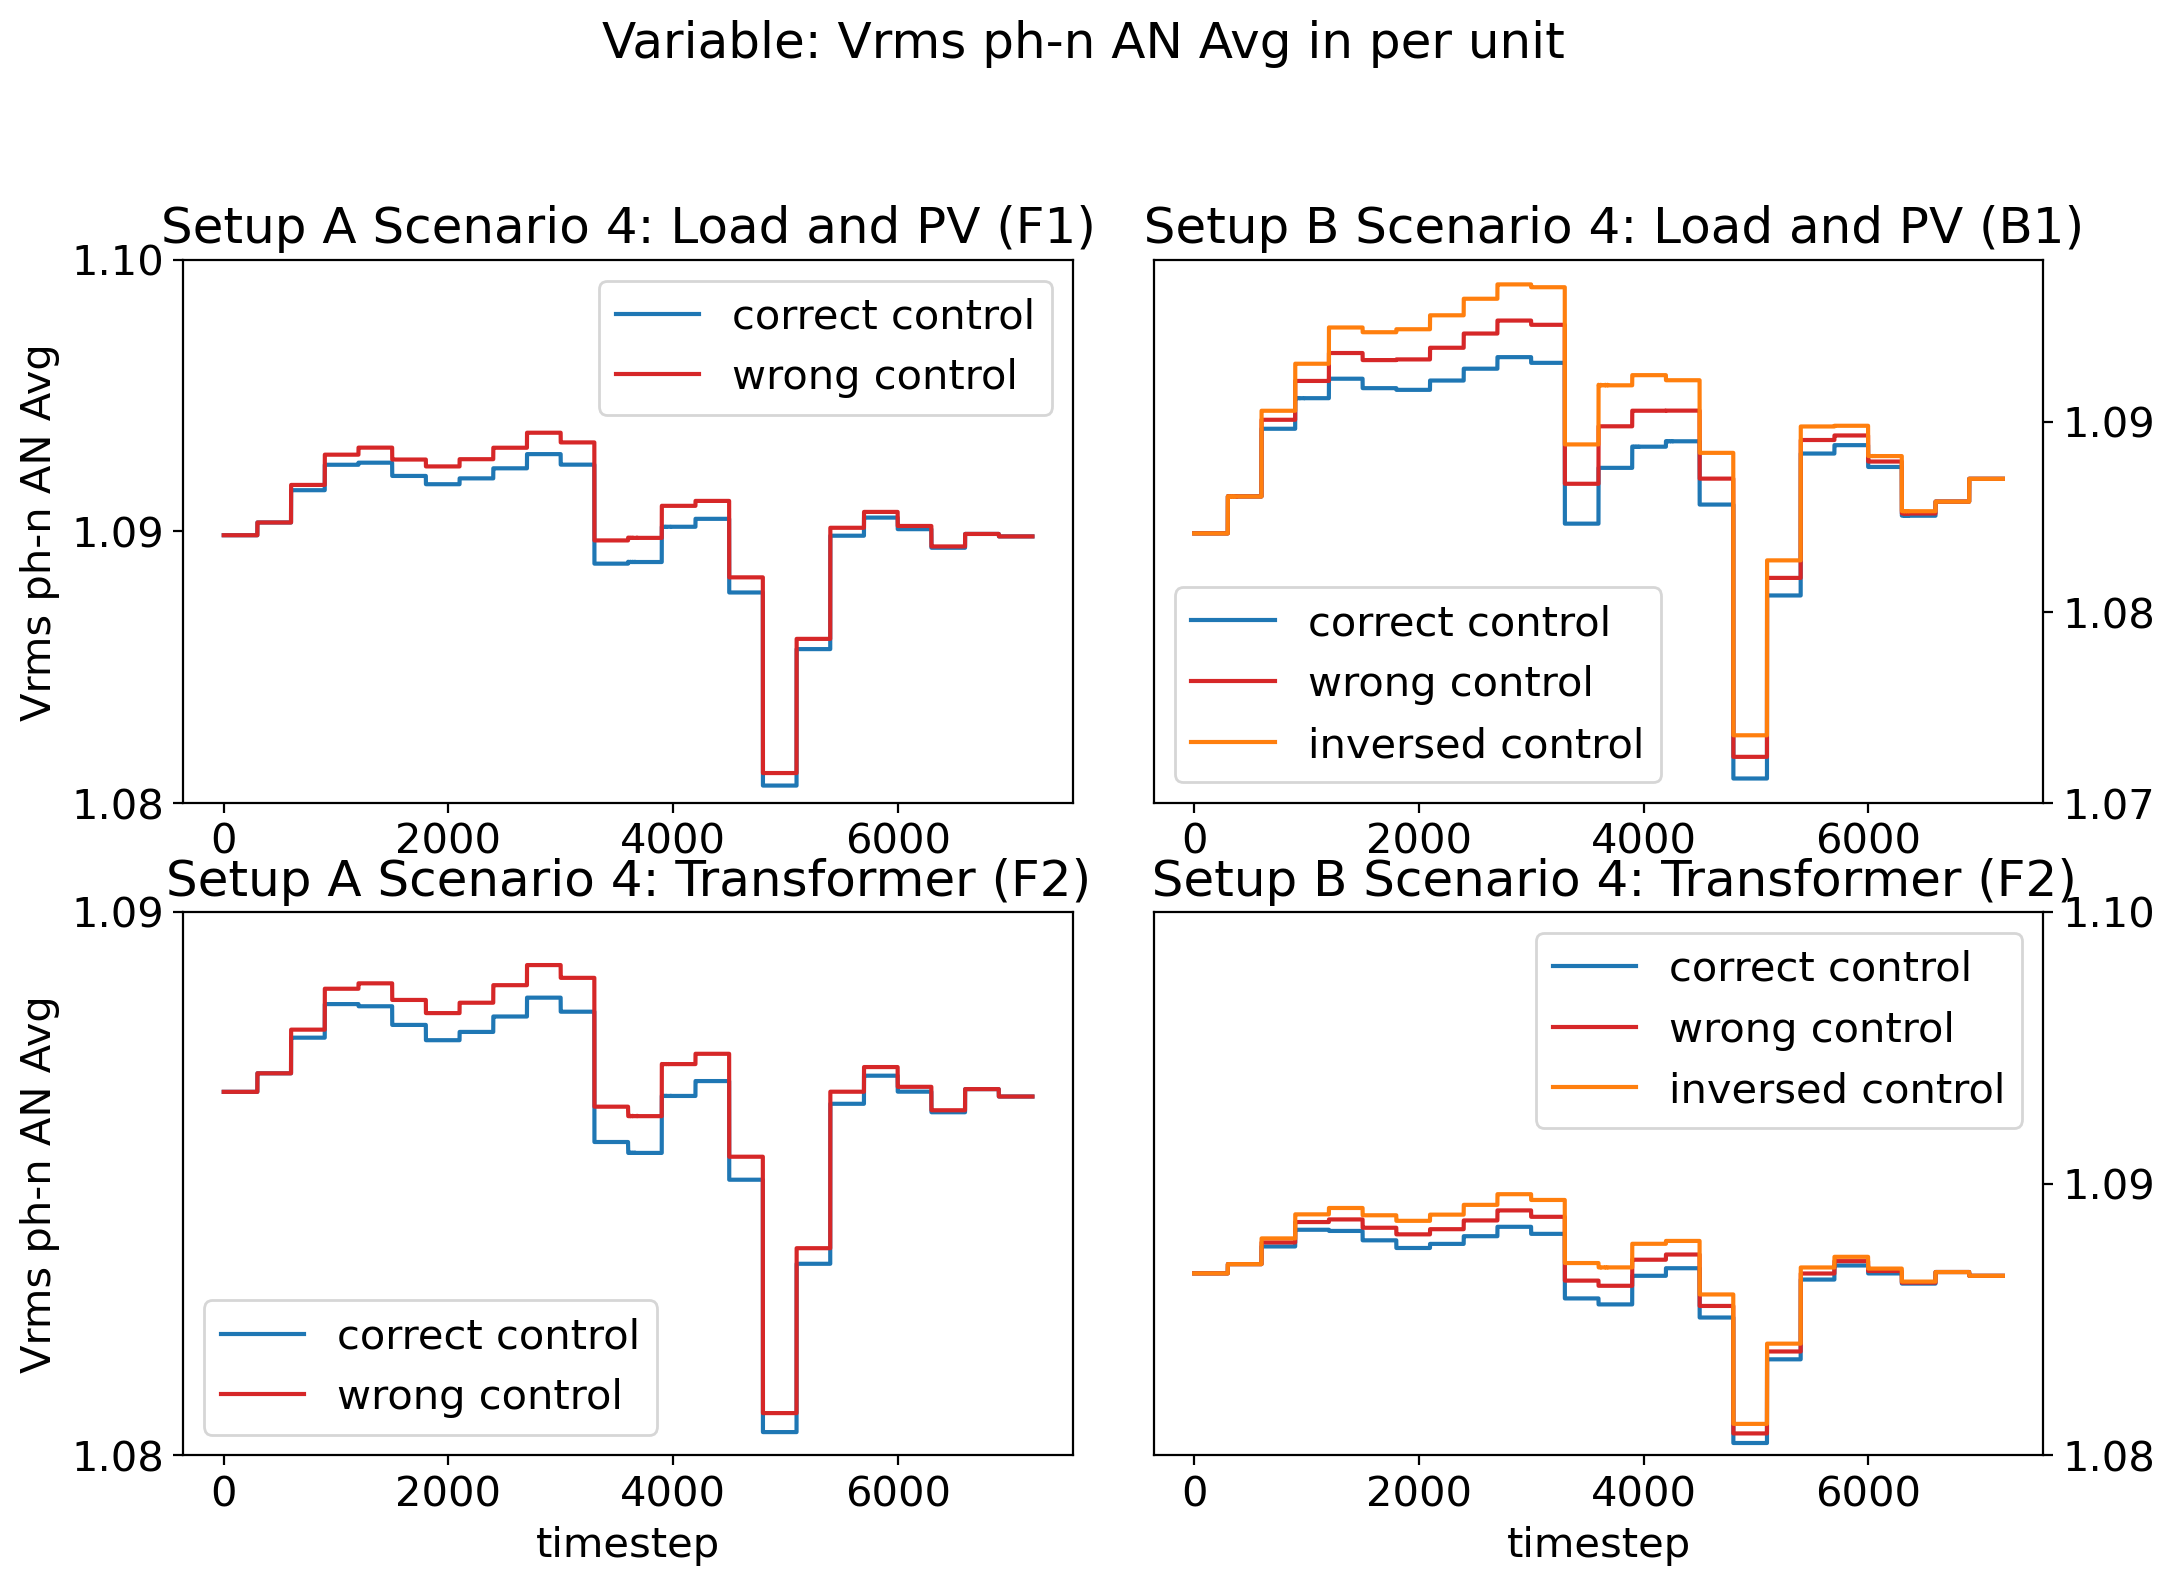 Variable: Vrms ph-n AN Avg in per unit
Setup A Scenario 4: Load and PV (F1)
1.10
1.09
1.08
Vrms ph-n AN Avg
correct control
wrong control
0 2000 4000 6000
Setup B Scenario 4: Load and PV (B1)
correct control
wrong control
inversed control
1.09
1.08
1.07
0 2000 4000 6000
Setup A Scenario 4: Transformer (F2)
1.09
1.08
Vrms ph-n AN Avg
correct control
wrong control
0 2000 4000 6000
timestep
Setup B Scenario 4: Transformer (F2)
correct control
wrong control
inversed control
1.10
1.09
1.08
0 2000 4000 6000
timestep